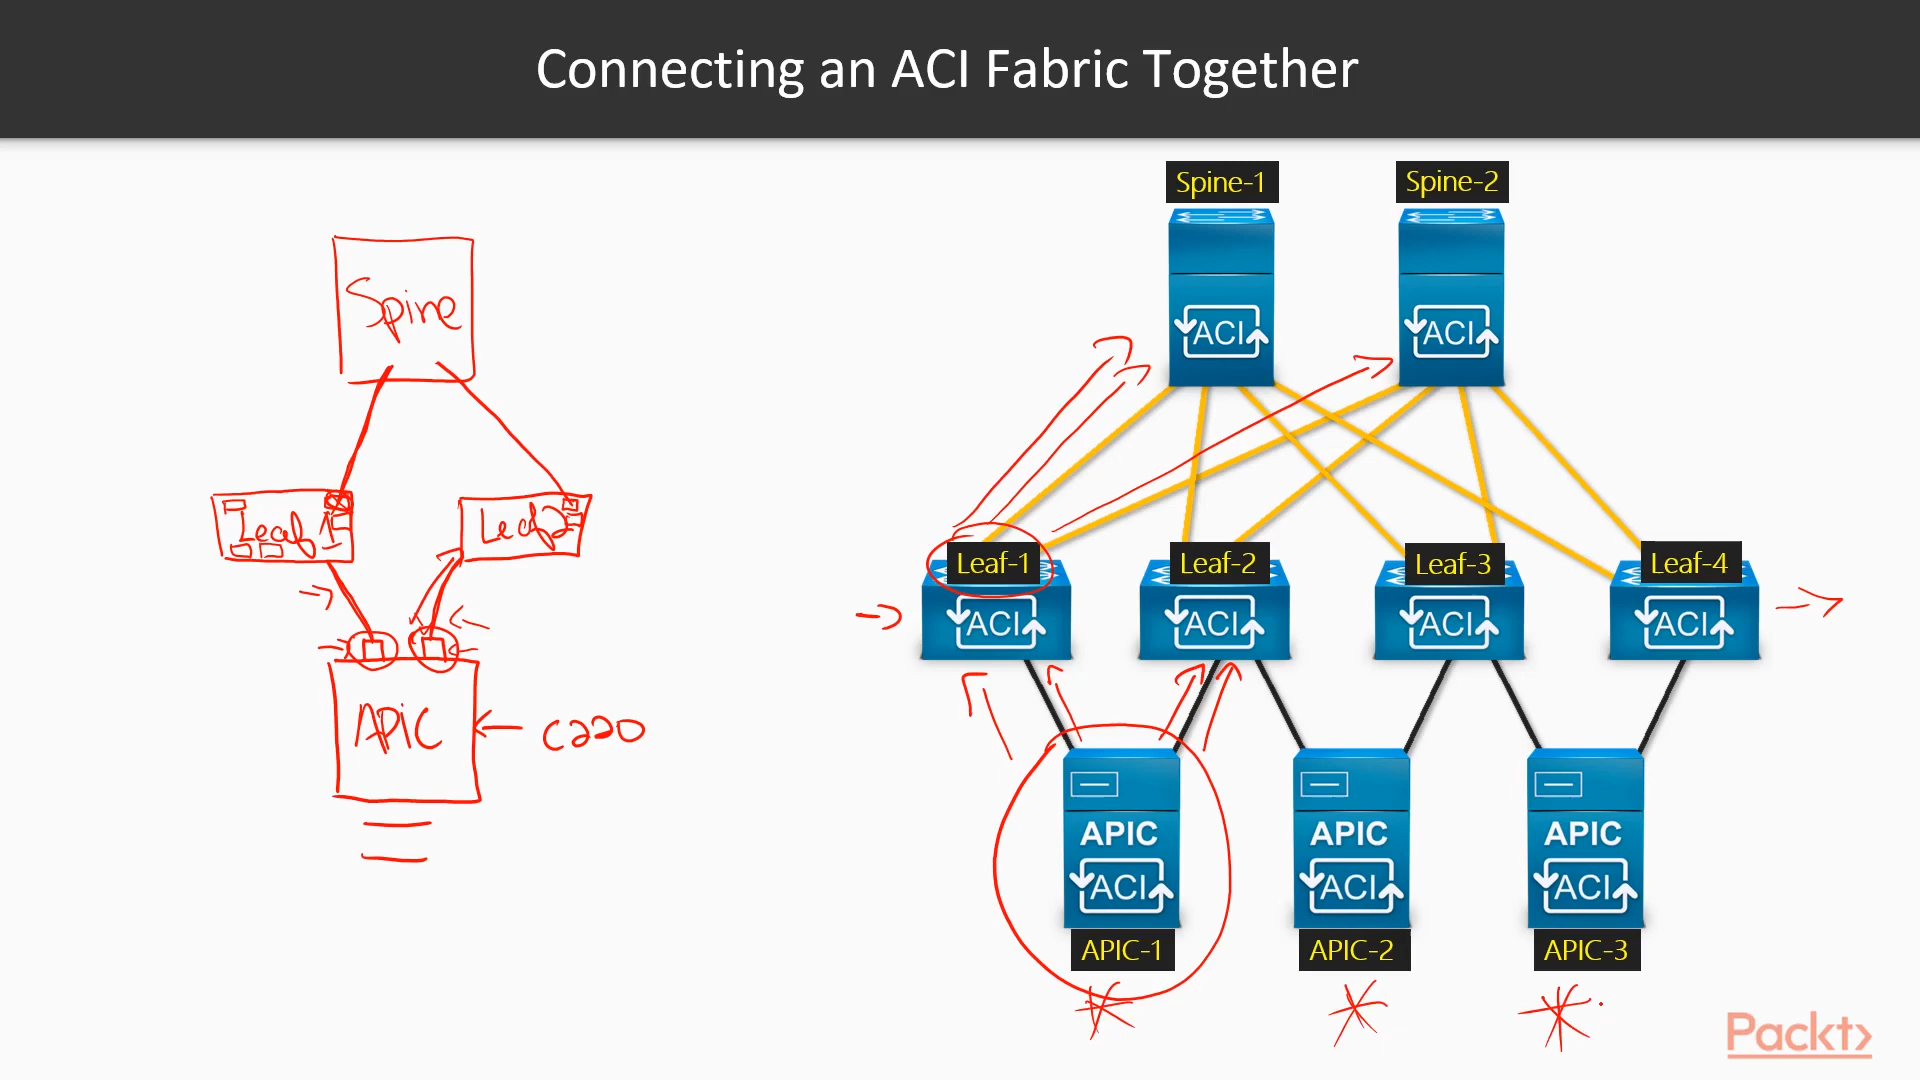 Connecting an ACI Fabric Together
Spine-1
Spine-2
ACI
ACI
Spine
Leaf 1
Leaf2
Leaf-1
Leaf-2
Leaf-3
Leaf-4
ACI
ACI
ACI
ACI
APIC
C220
APIC
ACI
APIC-1
APIC
ACI
APIC-2
APIC
ACI
APIC-3
Packt>